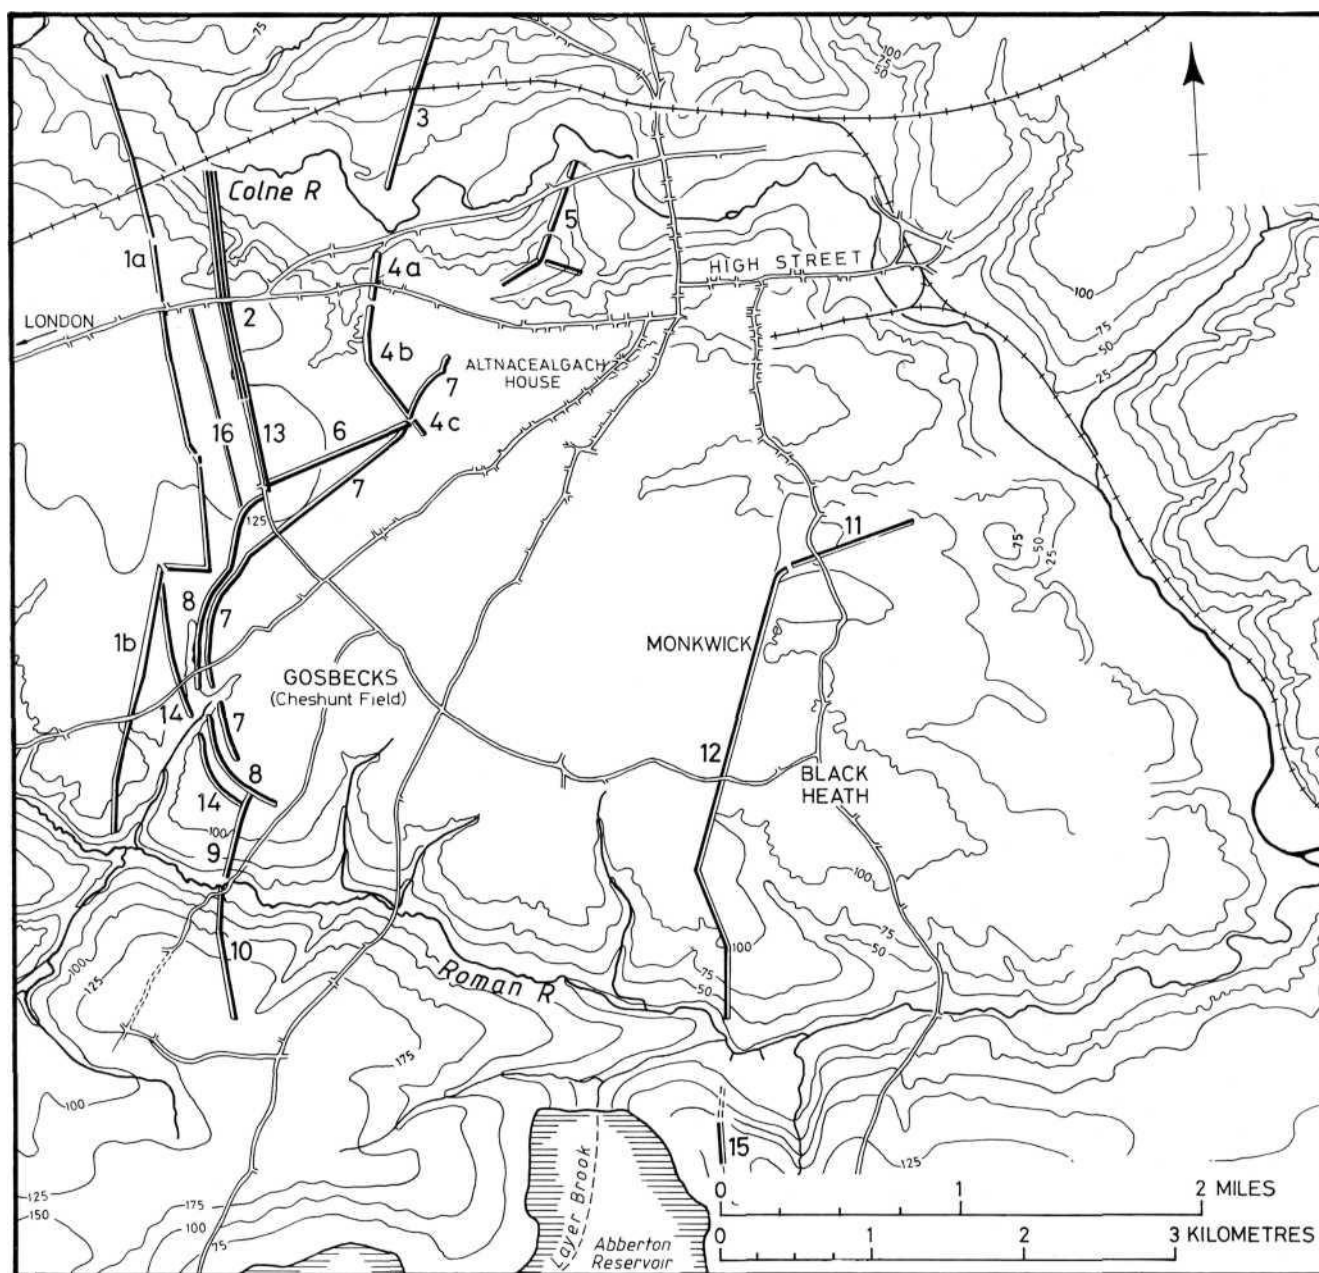 75
100
75
50
3
Colne R
5
1a
4a
HIGH STREET
100
LONDON
2
75
50
4b
ALTNACEALGACH
HOUSE
7
25
4c
16
13
6
7
125
11
75
50
25
8
7
1b
MONKWICK
GOSBECKS
(Cheshunt Field)
14
7
12
8
BLACK
HEATH
14
100
9
100
75
50
10
100
100
125
Roman R
75
50
175
100
15
125
125
175
150
100
75
Layer Brook
Abberton
Reservoir
0 1 2 MILES
0 1 2 3 KILOMETRES